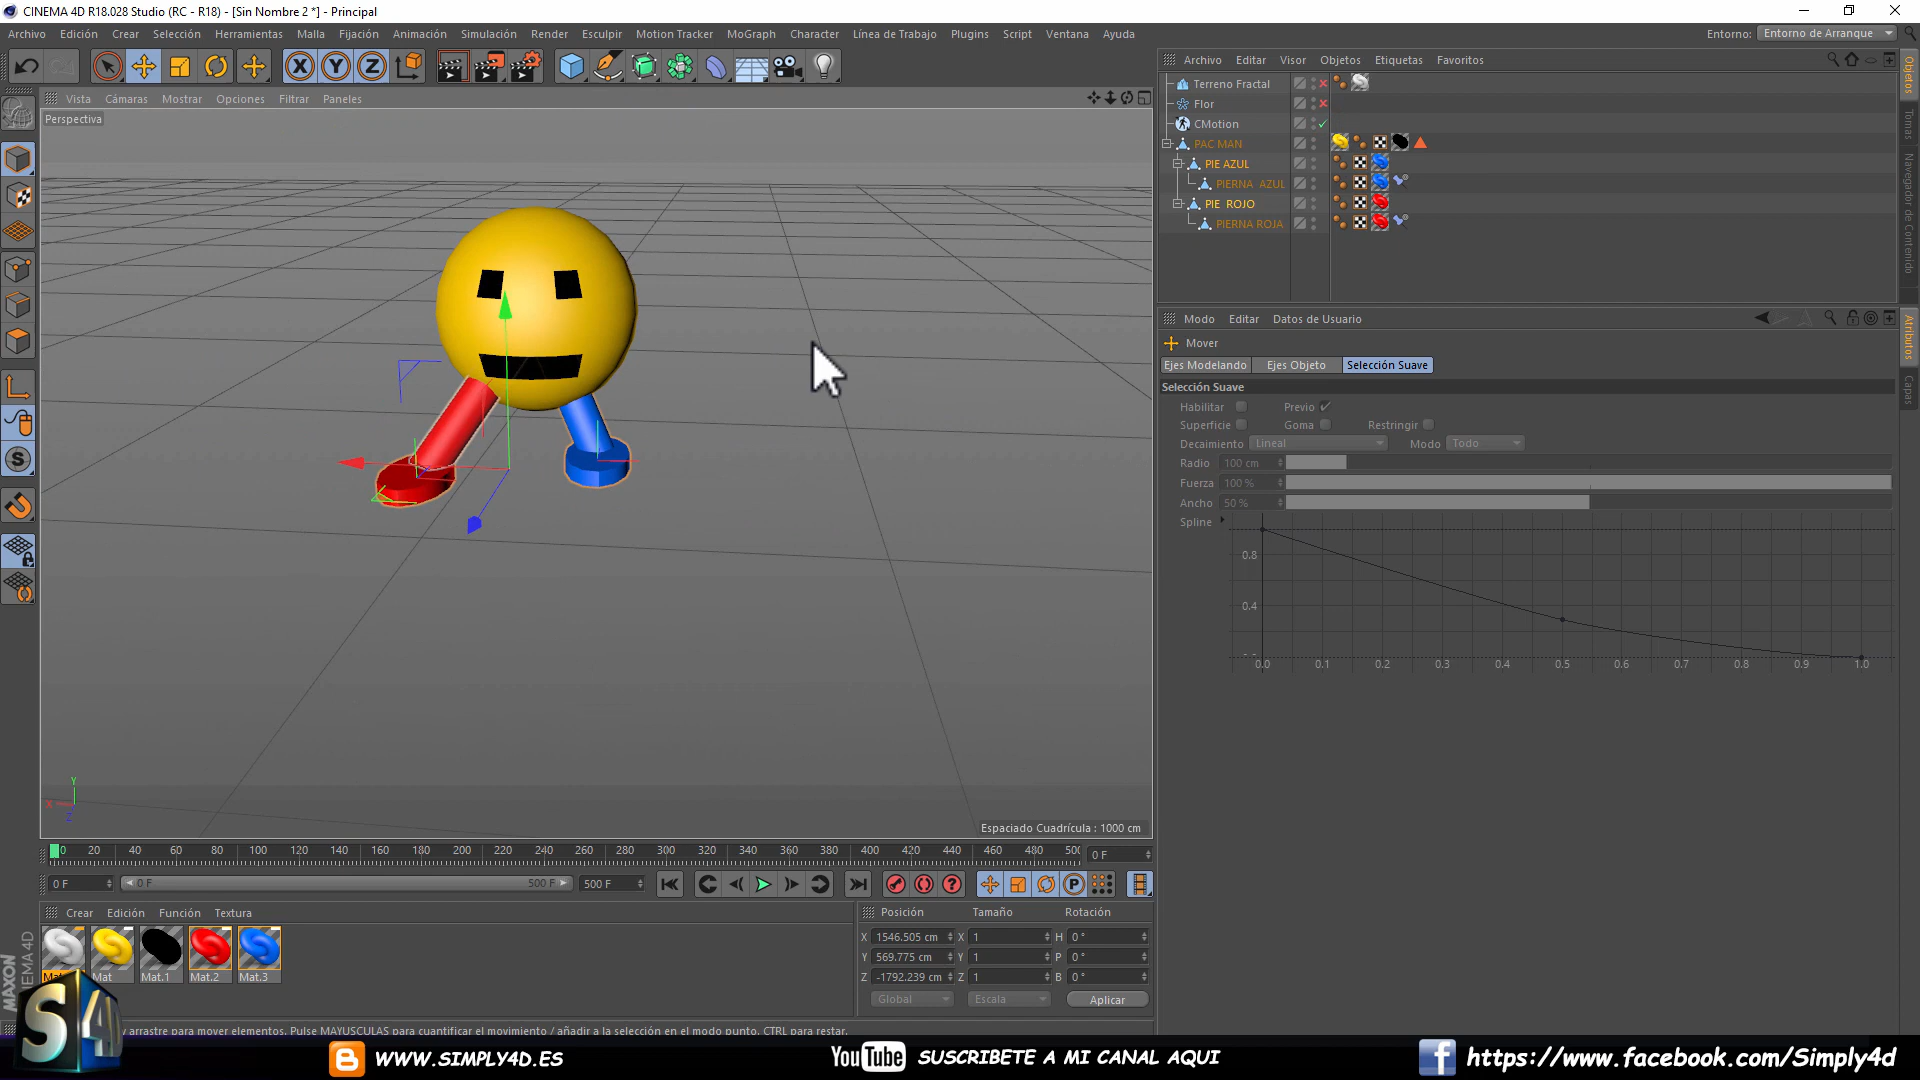 CINEMA 4D R18.028 Studio (RC - R18) - [Sin Nombre 2 *] - Principal
Archivo Edición Crear Selección Herramientas Malla Fijación Animación Simulación Render Esculpir Motion Tracker MoGraph Character Línea de Trabajo Plugins Script Ventana Ayuda
Entorno: Entorno de Arranque
Vista Cámaras Mostrar Opciones Filtrar Paneles
Perspectiva
Archivo Editar Visor Objetos Etiquetas Favoritos
Terreno Fractal
Flor
CMotion
PAC MAN
PIE AZUL
PIERNA AZUL
PIE ROJO
PIERNA ROJA
Objetos
Tomas
Navegador de Contenido
Modo Editar Datos de Usuario
Mover
Ejes Modelando Ejes Objeto Selección Suave
Selección Suave
Habilitar Previo
Superficie Goma Restringir
Decaimiento Lineal Modo Todo
Radio 100 cm
Fuerza 100 %
Ancho 50 %
Spline
0.8
0.4
0.0 0.1 0.2 0.3 0.4 0.5 0.6 0.7 0.8 0.9 1.0
Atributos
Capas
Y
X
Z
Espaciado Cuadrícula : 1000 cm
0 20 40 60 80 100 120 140 160 180 200 220 240 260 280 300 320 340 360 380 400 420 440 460 480 500
0 F
0 F 0 F 500 F 500 F
Crear Edición Función Textura
Mat Mat.1 Mat.2 Mat.3
Posición Tamaño Rotación
X 1546.505 cm X 1 H 0 °
Y 569.775 cm Y 1 P 0 °
Z -1792.239 cm Z 1 B 0 °
Global Escala Aplicar
MAXON
CINEMA 4D
y arrastre para mover elementos. Pulse MAYUSCULAS para cuantificar el movimiento / añadir a la selección en el modo punto. CTRL para restar.
S4
WWW.SIMPLY4D.ES
YouTube SUSCRIBETE A MI CANAL AQUI
https://www.facebook.com/Simply4d